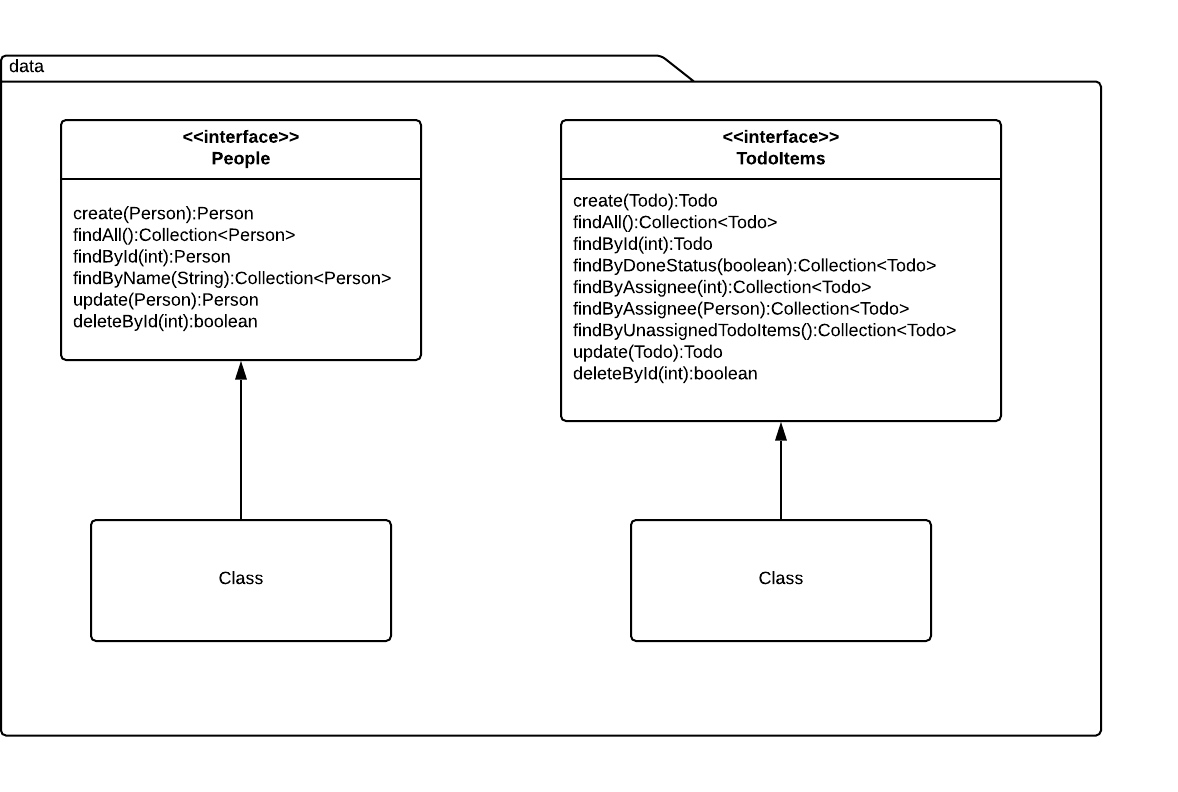 data
<<interface>>
People
create(Person):Person
findAll():Collection<Person>
findById(int):Person
findByName(String):Collection<Person>
update(Person):Person
deleteById(int):boolean
<<interface>>
TodoItems
create(Todo):Todo
findAll():Collection<Todo>
findById(int):Todo
findByDoneStatus(boolean):Collection<Todo>
findByAssignee(int):Collection<Todo>
findByAssignee(Person):Collection<Todo>
findByUnassignedTodoItems():Collection<Todo>
update(Todo):Todo
deleteById(int):boolean
Class
Class